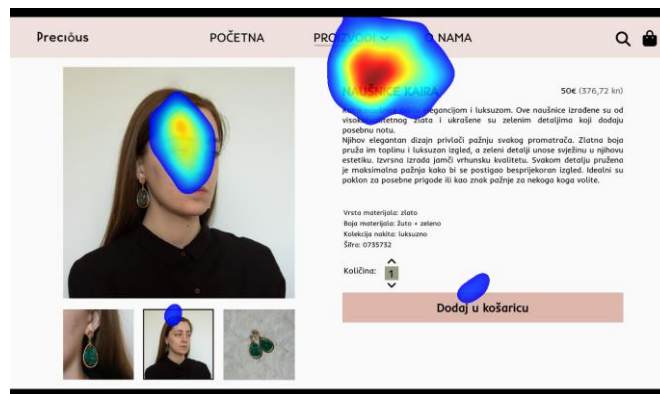 Precious
POČETNA
O NAMA
NAUŠNICE KAIRA
50€ (376,72 kn)
elegancijom i luksuzom. Ove naušnice izrađene su od
zlata i ukrašene su zelenim detaljima koji dodaju
posebnu notu.
Njihov elegantan dizajn privlači pažnju svakog promatrača. Zlatna boja
pruža im toplinu i luksuzan izgled, a zeleni detalji unose svježinu u njihovu
estetiku. Izvrsna izrada jamči vrhunsku kvalitetu. Svakom detalju pružena
je maksimalna pažnja kako bi se postigao besprijekoran izgled. Idealni su
poklon za posebne prigode ili kao znak pažnje za nekoga koga volite.
Vrsta materijala: zlato
Boja materijala: žuto + zeleno
Kolekcija nakita: luksuzno
Šifra: 0735732
Količina: 1
Dodaj u košaricu